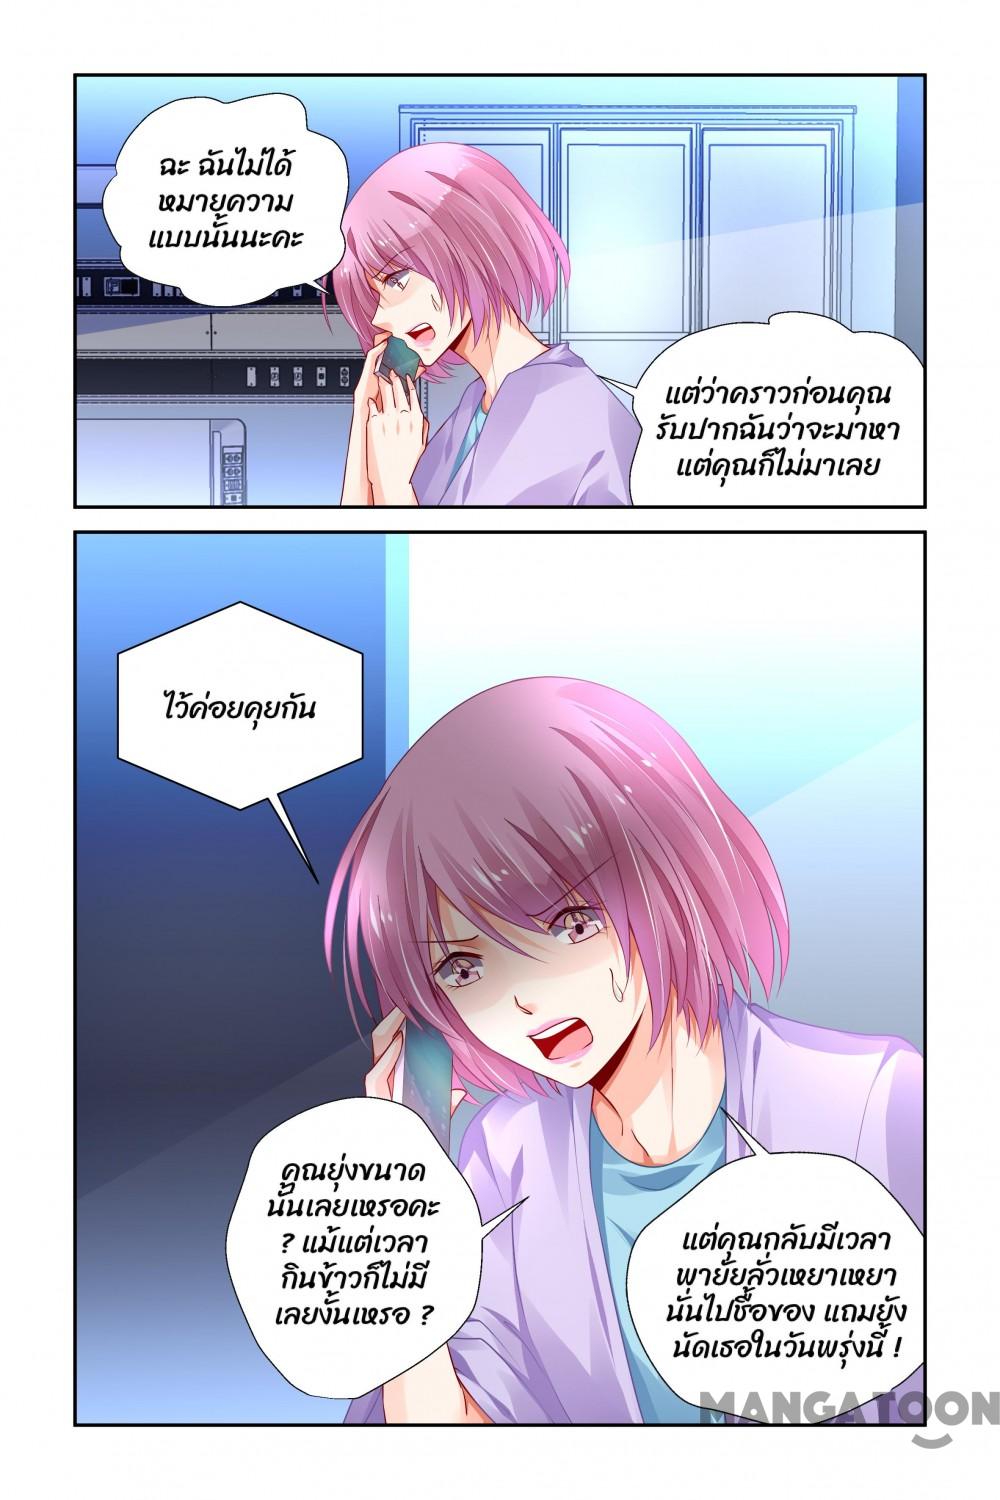 ฉะ ฉันไม่ได้
หมายความ
แบบนั้นนะคะ
แต่ว่าคราวก่อนคุณ
รับปากฉันว่าจะมาหา
แต่คุณก็ไม่มาเลย
ไว้ค่อยคุยกัน
คุณยุ่งขนาด
นั้นเลยเหรอคะ
? แม้แต่เวลา
กินข้าวก็ไม่มี
เลยงั้นเหรอ ?
แต่คุณกลับมีเวลา
พายัยลั่วเหยาเหยา
นั่นไปซื้อของ แถมยัง
นัดเธอในวันพรุ่งนี้ !
MANGATOON